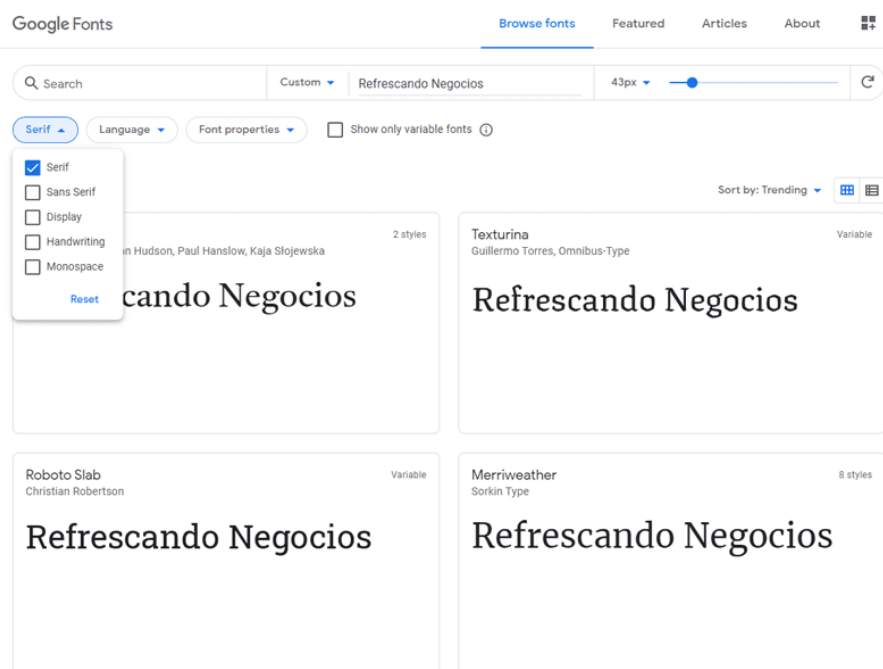 Google Fonts
Browse fonts
Featured
Articles
About
Search
Custom
Refrescando Negocios
43px
Serif
Language
Font properties
Show only variable fonts
Serif
Sans Serif
Display
Handwriting
Monospace
Reset
Sort by: Trending
2 styles
Hudson, Paul Hanslow, Kaja Słojewska
Negocios
Texturina
Variable
Guillermo Torres, Omnibus-Type
Refrescando Negocios
Roboto Slab
Variable
Christian Robertson
Refrescando Negocios
Merriweather
8 styles
Sorkin Type
Refrescando Negocios